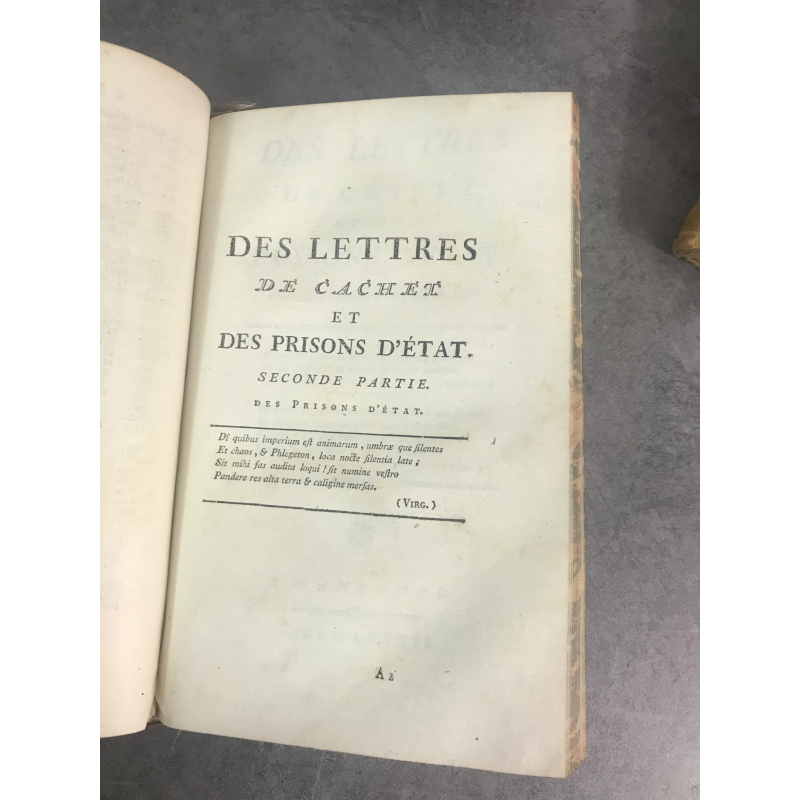 DES LETTRES
DE CACHET
ET
DES PRISONS D'ÉTAT.
SECONDE PARTIE.
DES PRISONS D'ÉTAT.
Dî quibus imperium eſt animarum, umbræ que ſilentes
Et chaos, & Phlegeton, loca nocte ſilentia late;
Sit mihi fas audita loqui! ſit numine veſtro
Pandere res alta terra & caligine merſas.
(VIRG.)
A2